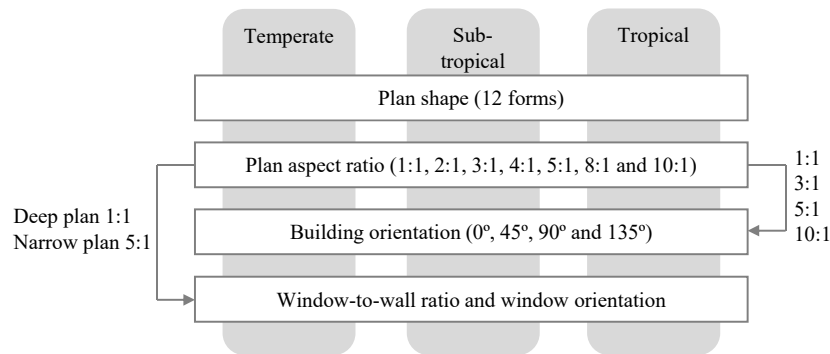 Temperate
Sub-
tropical
Tropical
Plan shape (12 forms)
Plan aspect ratio (1:1, 2:1, 3:1, 4:1, 5:1, 8:1 and 10:1)
1:1
3:1
5:1
10:1
Deep plan 1:1
Narrow plan 5:1
Building orientation (0º, 45º, 90º and 135º)
Window-to-wall ratio and window orientation